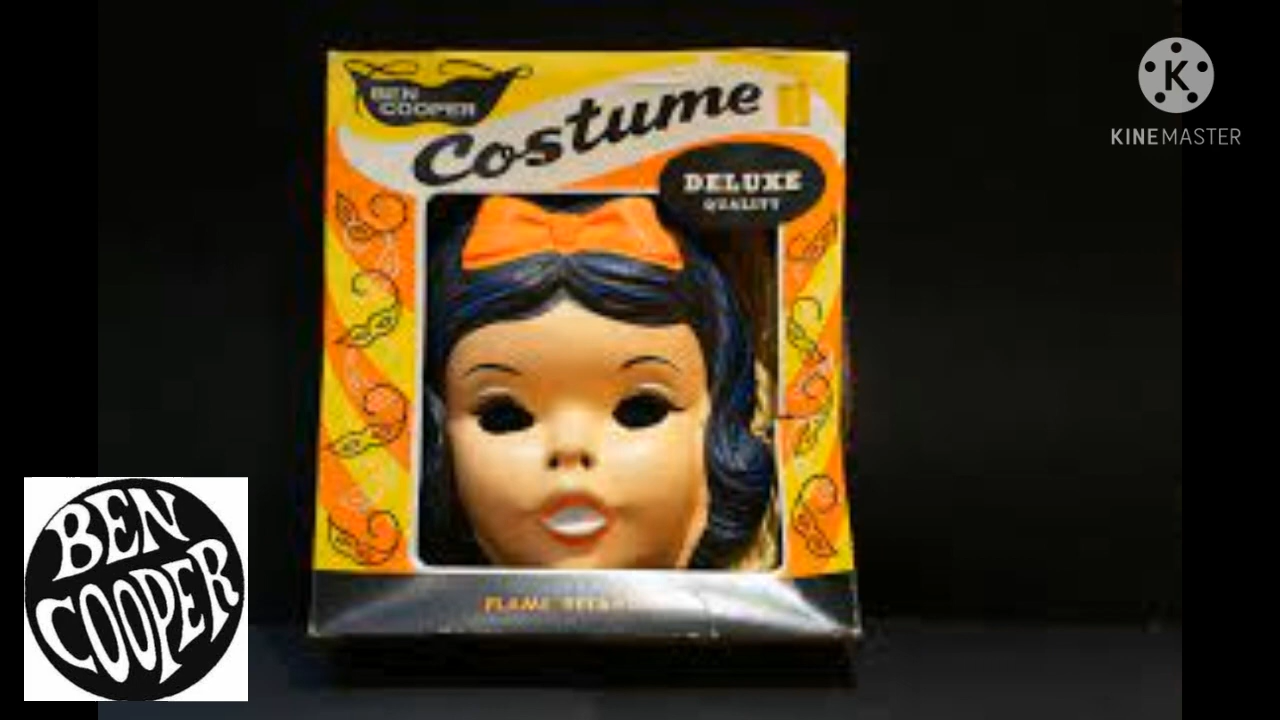 BEN
COOPER
Costume
DELUXE
QUALITY
FLAME
BEN
COOPER
K
KINEMASTER